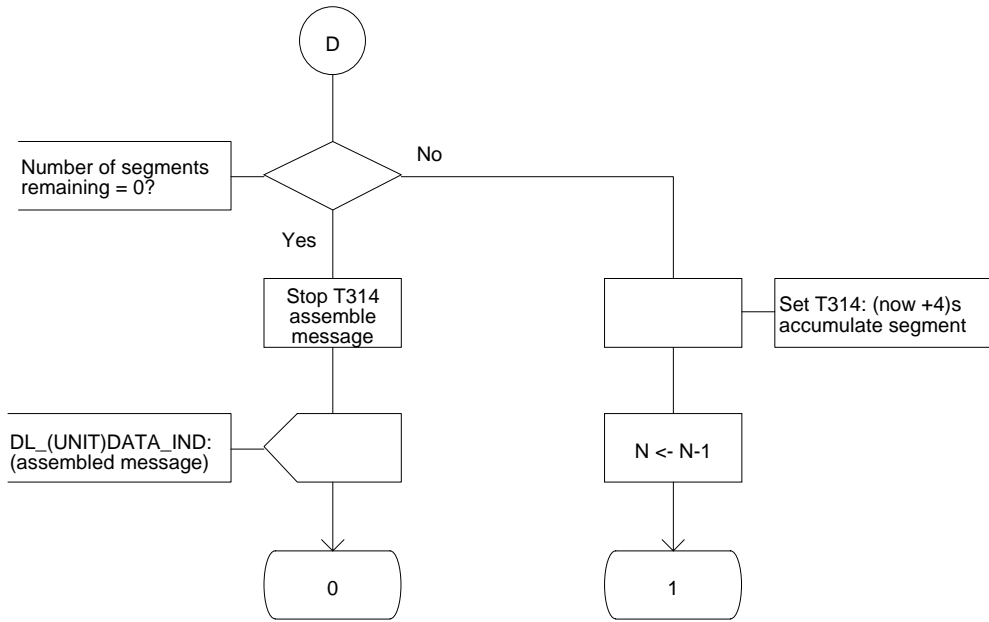 D
Number of segments
remaining = 0?
No
Yes
Stop T314
assemble
message
Set T314: (now +4)s
accumulate segment
DL_(UNIT)DATA_IND:
(assembled message)
N <- N-1
0
1